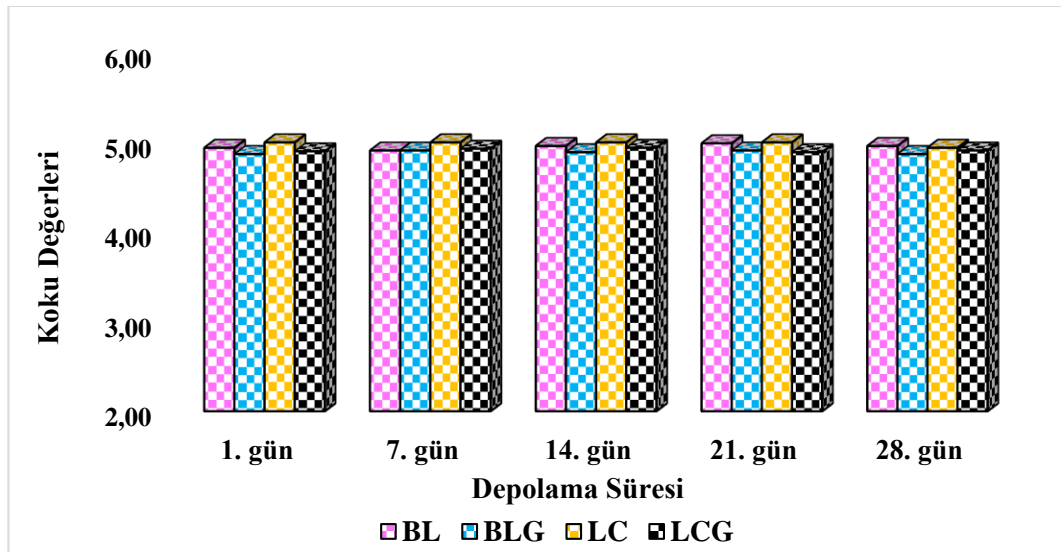 6,00
5,00
4,00
3,00
2,00
Koku Değerleri
1. gün 7. gün 14. gün 21. gün 28. gün
Depolama Süresi
BL BLG LC LCG